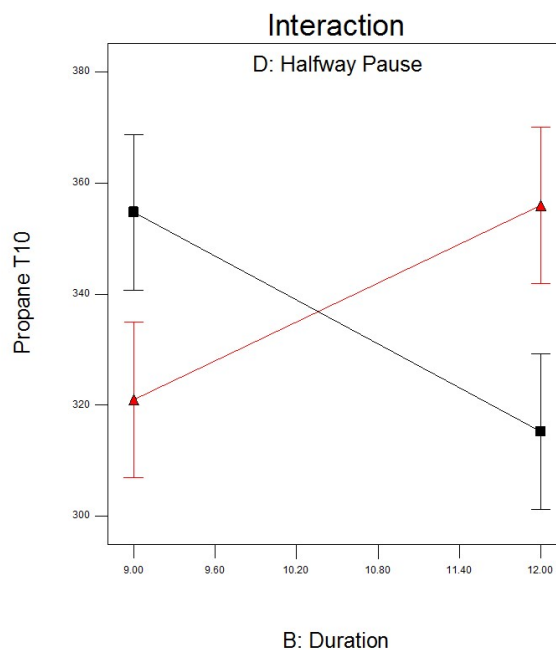 Interaction
D: Halfway Pause
Propane T10
380
360
340
320
300
9.00 9.60 10.20 10.80 11.40 12.00
B: Duration